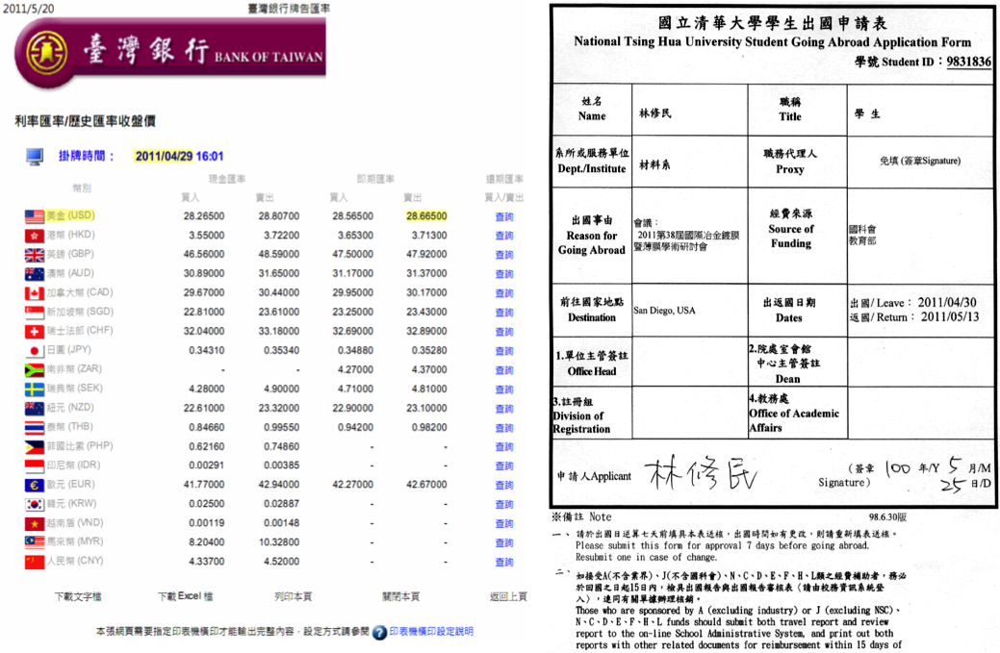 2011/5/20 臺灣銀行牌告匯率
臺灣銀行 BANK OF TAIWAN
利率匯率/歷史匯率收盤價
掛牌時間： 2011/04/29 16:01
幣別 現金匯率 即期匯率 遠期匯率
買入 賣出 買入 賣出 買入/賣出
美金 (USD) 28.26500 28.80700 28.56500 28.66500 查詢
港幣 (HKD) 3.55000 3.72200 3.65300 3.71300 查詢
英鎊 (GBP) 46.56000 48.59000 47.50000 47.92000 查詢
澳幣 (AUD) 30.89000 31.65000 31.17000 31.37000 查詢
加拿大幣 (CAD) 29.67000 30.44000 29.95000 30.17000 查詢
新加坡幣 (SGD) 22.81000 23.61000 23.25000 23.43000 查詢
瑞士法郎 (CHF) 32.04000 33.18000 32.69000 32.89000 查詢
日圓 (JPY) 0.34310 0.35340 0.34880 0.35280 查詢
南非幣 (ZAR) - - 4.27000 4.37000 查詢
瑞典幣 (SEK) 4.28000 4.90000 4.71000 4.81000 查詢
紐元 (NZD) 22.61000 23.32000 22.90000 23.10000 查詢
泰幣 (THB) 0.84660 0.99550 0.94200 0.98200 查詢
菲國比索 (PHP) 0.62160 0.74860 - - 查詢
印尼幣 (IDR) 0.00291 0.00385 - - 查詢
歐元 (EUR) 41.77000 42.94000 42.27000 42.67000 查詢
韓元 (KRW) 0.02500 0.02887 - - 查詢
越南盾 (VND) 0.00119 0.00148 - - 查詢
馬來幣 (MYR) 8.20400 10.32800 - - 查詢
人民幣 (CNY) 4.33700 4.52000 - - 查詢
下載文字檔 下載 Excel 檔 列印本頁 關閉本頁 返回上頁
本張網頁需要指定印表機橫印才能輸出完整內容，設定方式請參閱 印表機橫印設定說明
國立清華大學學生出國申請表
National Tsing Hua University Student Going Abroad Application Form
學號 Student ID：9831836
姓名 Name 林修民 職稱 Title 學 生
系所或服務單位 Dept./Institute 材料系 職務代理人 Proxy 免填 (簽章Signature)
出國事由 Reason for Going Abroad 會議： 2011第38屆國際冶金鍍膜暨薄膜學術研討會 經費來源 Source of Funding 國科會 教育部
前往國家地點 Destination San Diego, USA 出返國日期 Dates 出國/ Leave： 2011/04/30 返國/ Return： 2011/05/13
1.單位主管簽註 Office Head 2.院處室會館中心主管簽註 Dean
3.註冊組 Division of Registration 4.教務處 Office of Academic Affairs
申請人Applicant 林修民 (簽章 Signature) 100 年/Y 5 月/M 25 日/D
※備註 Note 98.6.30版
一、 請於出國日逆算七天前填具本表送核，出國時間如有更改，則請重新填表送核。
Please submit this form for approval 7 days before going abroad.
Resubmit one in case of change.
二、 如接受A(不含業界)、J(不含國科會)、N、C、D、E、F、H、L類之經費補助者，務必
於回國之日起15日內，檢具出國報告與出國報告審核表（請由校務資訊系統登
入），連同有關單據辦理核銷。
Those who are sponsored by A (excluding industry) or J (excluding NSC)、
N、C、D、E、F、H、L funds should submit both travel report and review
report to the on-line School Administrative System, and print out both
reports with other related documents for reimbursement within 15 days of